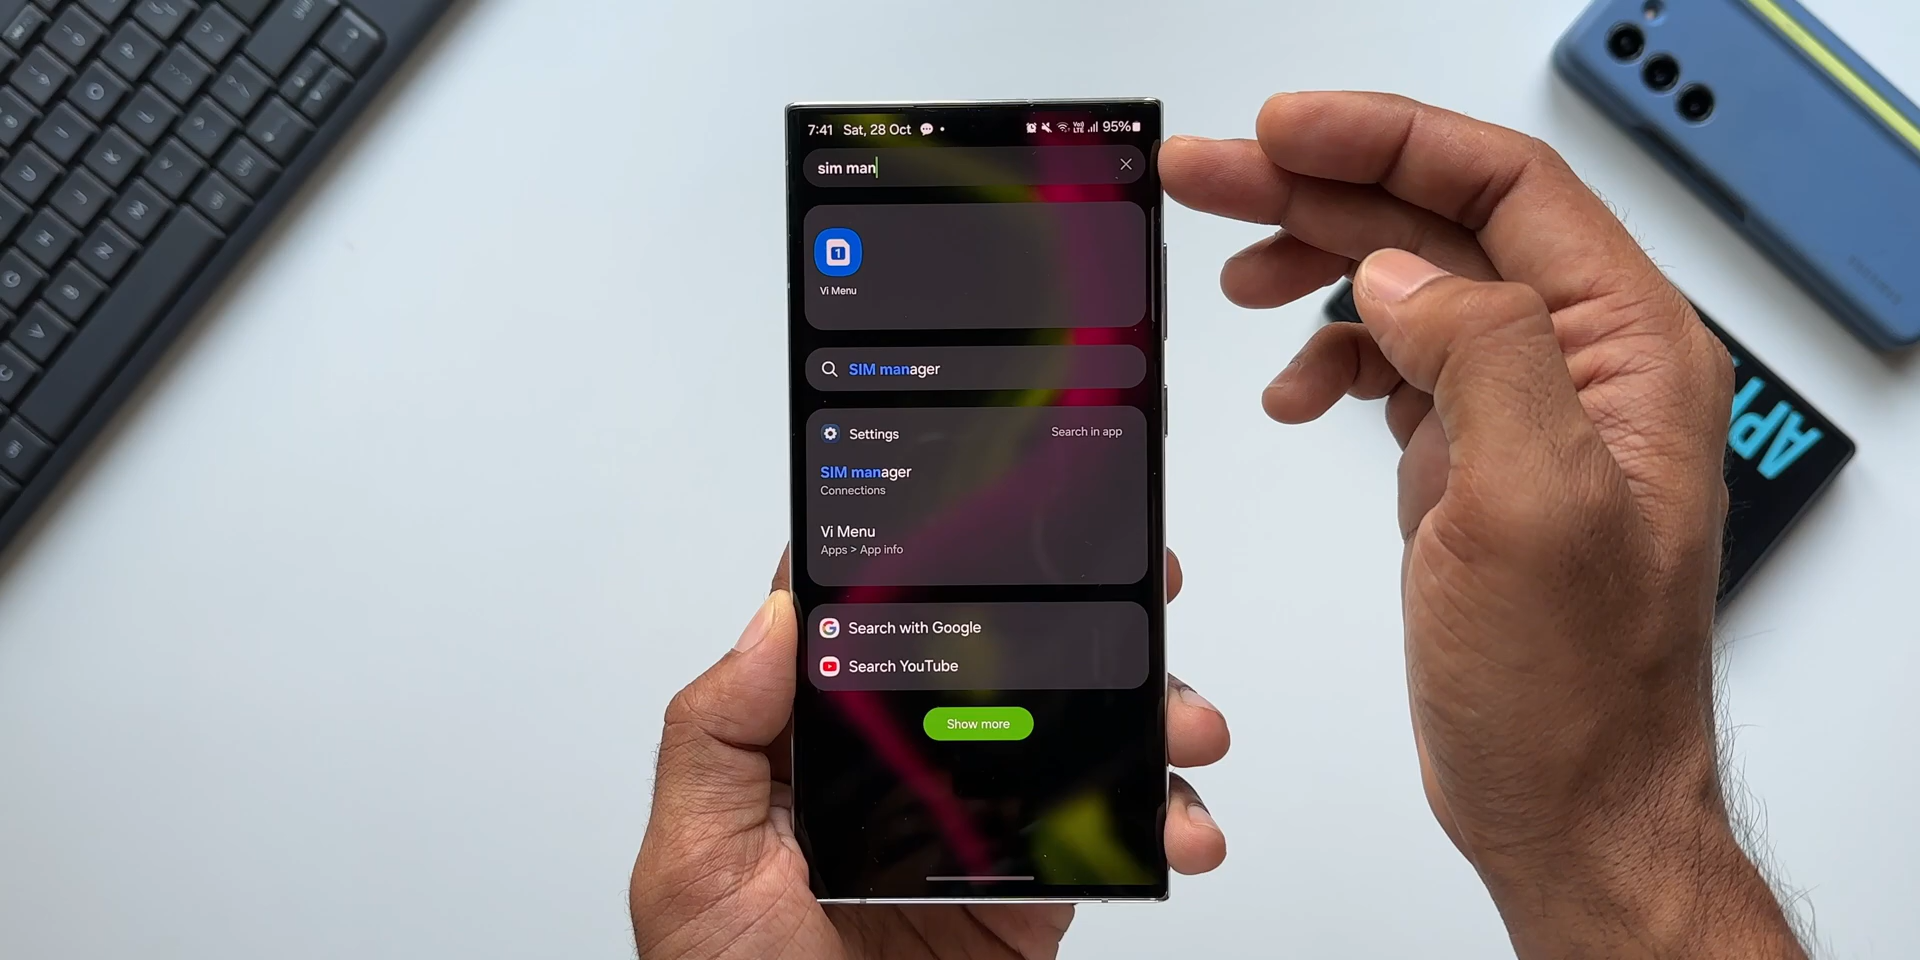 7:41 Sat, 28 Oct
95%
sim man
1
Vi Menu
SIM manager
Settings
Search in app
SIM manager
Connections
Vi Menu
Apps > App info
Search with Google
Search YouTube
Show more